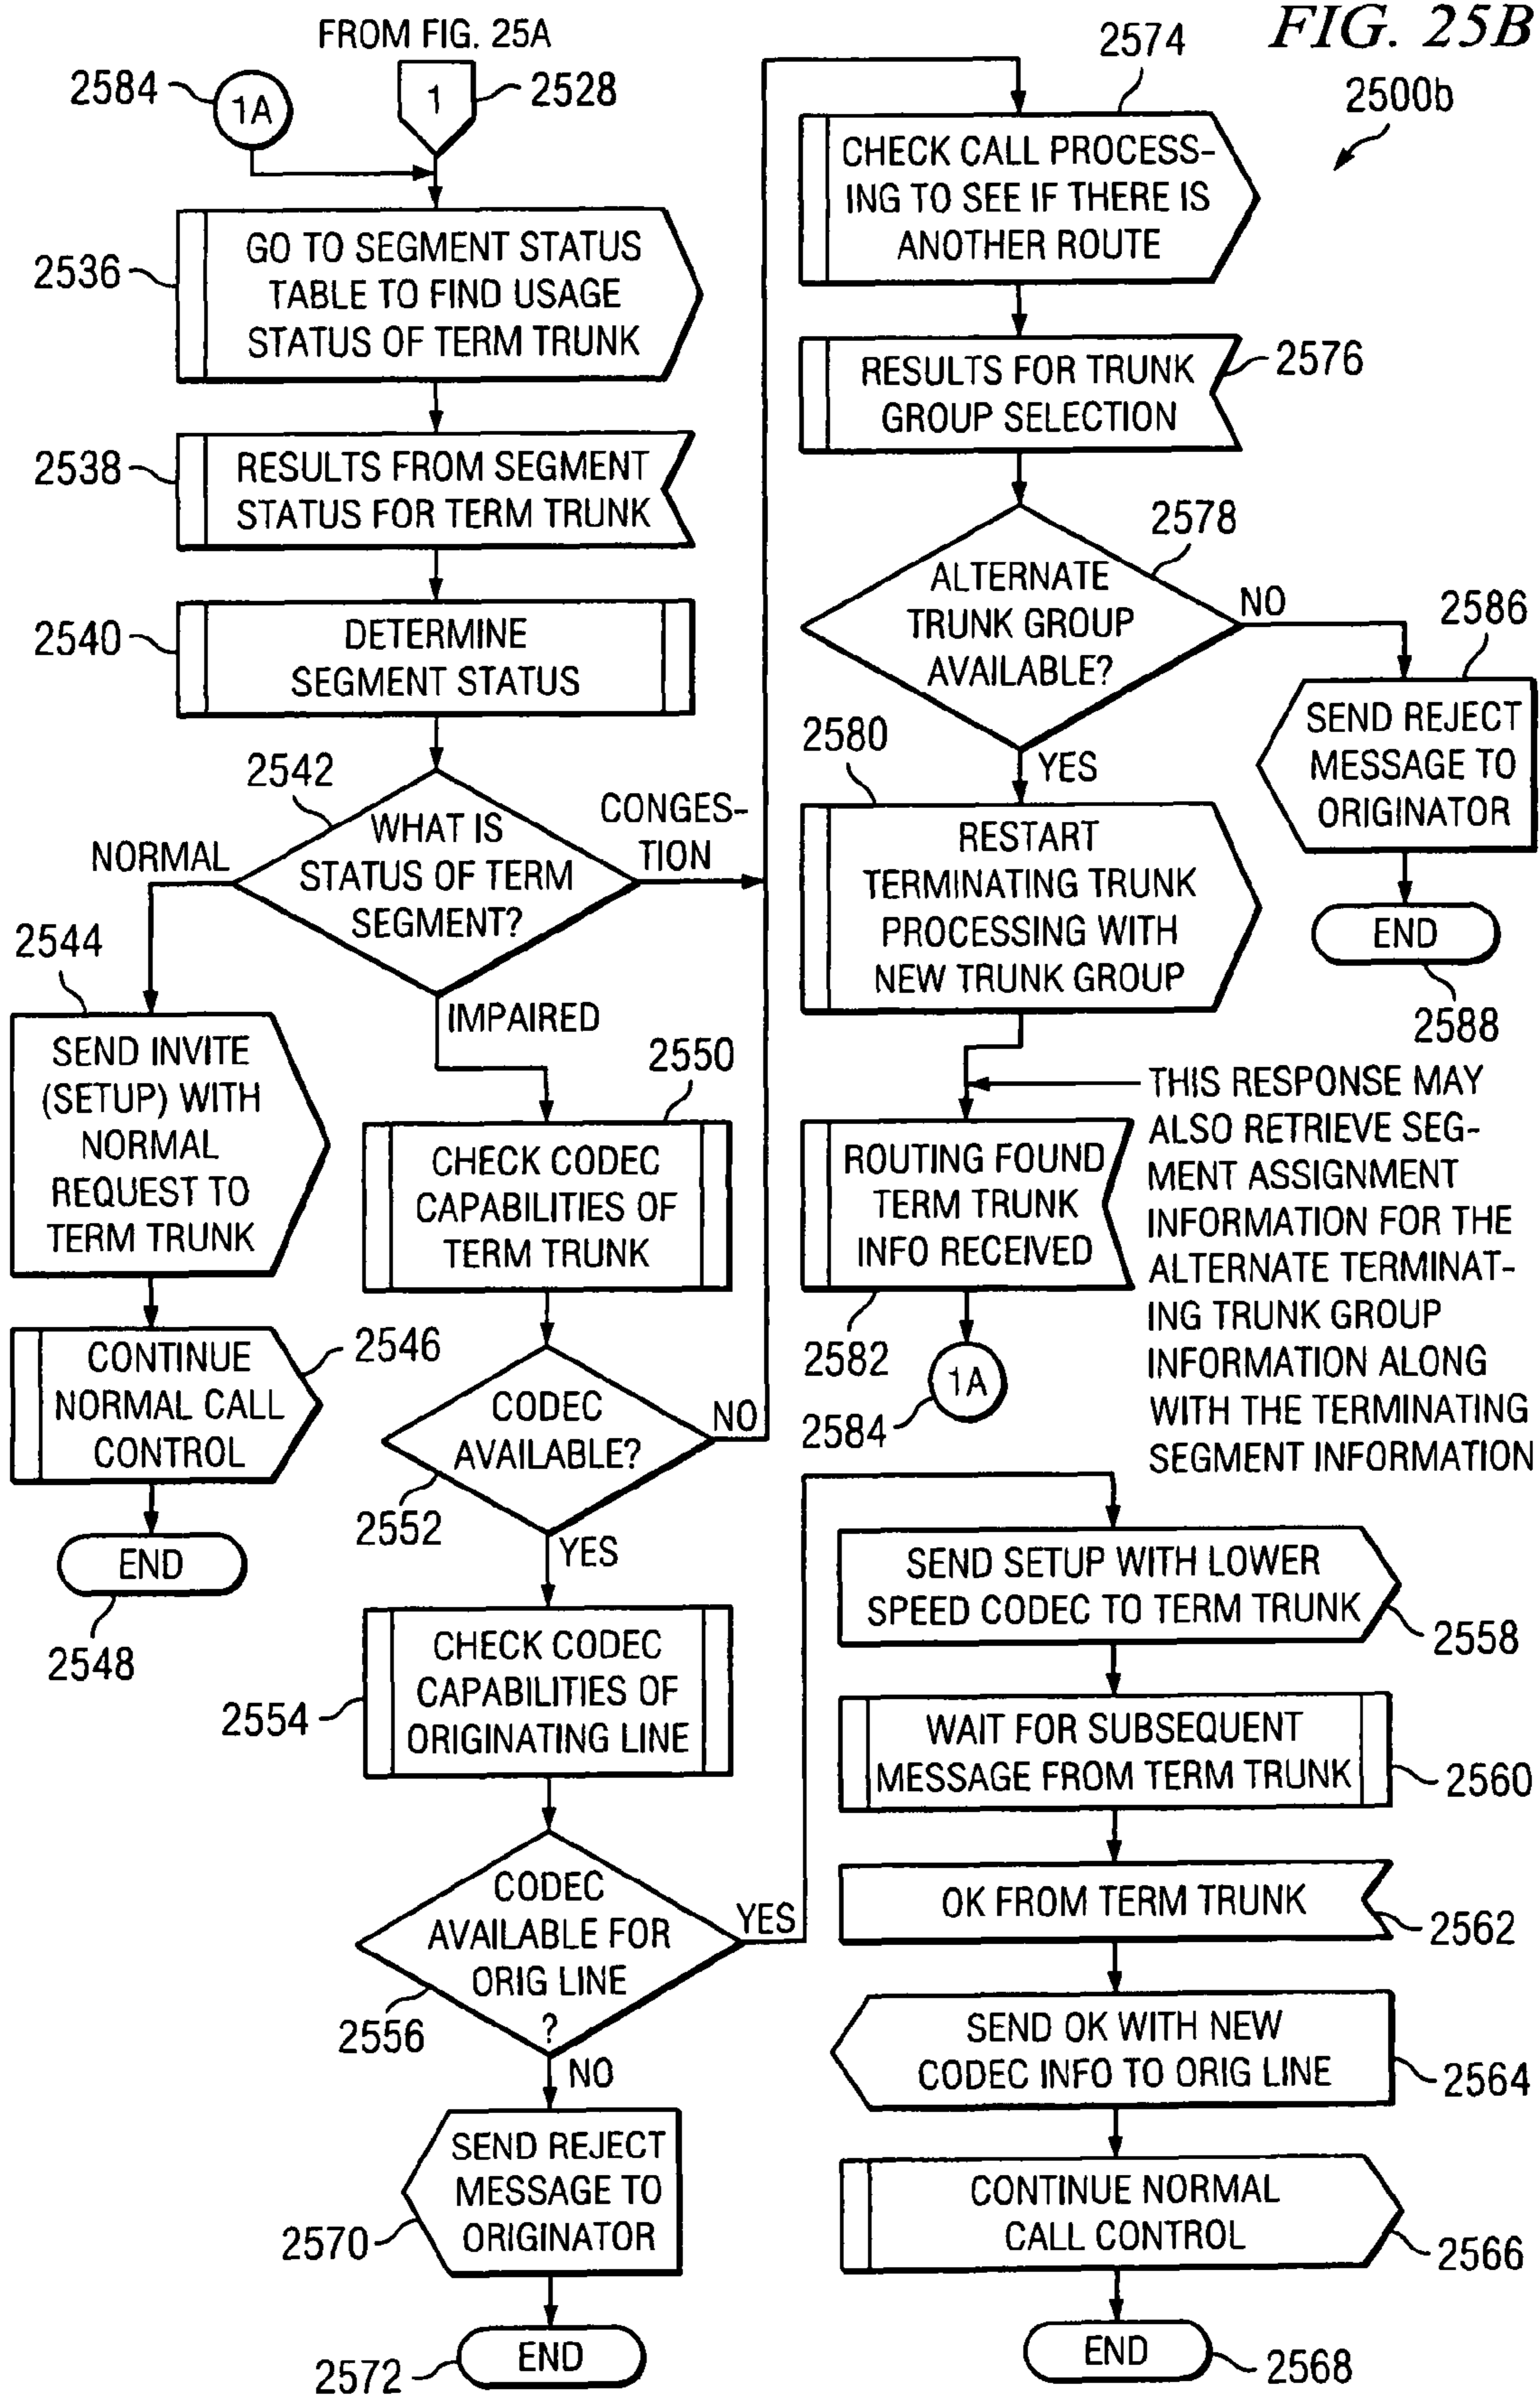 FIG. 25B
2500b
FROM FIG. 25A
2584
1A
1
2528
2536
GO TO SEGMENT STATUS
TABLE TO FIND USAGE
STATUS OF TERM TRUNK
2538
RESULTS FROM SEGMENT
STATUS FOR TERM TRUNK
2540
DETERMINE
SEGMENT STATUS
2542
WHAT IS
STATUS OF TERM
SEGMENT?
NORMAL
CONGES-
TION
IMPAIRED
2544
SEND INVITE
(SETUP) WITH
NORMAL
REQUEST TO
TERM TRUNK
2546
CONTINUE
NORMAL CALL
CONTROL
END
2548
2550
CHECK CODEC
CAPABILITIES OF
TERM TRUNK
CODEC
AVAILABLE?
NO
2552
YES
2554
CHECK CODEC
CAPABILITIES OF
ORIGINATING LINE
CODEC
AVAILABLE FOR
ORIG LINE
?
YES
2556
NO
SEND REJECT
MESSAGE TO
ORIGINATOR
2570
END
2572
2574
CHECK CALL PROCESS-
ING TO SEE IF THERE IS
ANOTHER ROUTE
RESULTS FOR TRUNK
GROUP SELECTION
2576
2578
ALTERNATE
TRUNK GROUP
AVAILABLE?
NO
2586
SEND REJECT
MESSAGE TO
ORIGINATOR
END
2588
YES
2580
RESTART
TERMINATING TRUNK
PROCESSING WITH
NEW TRUNK GROUP
THIS RESPONSE MAY
ALSO RETRIEVE SEG-
MENT ASSIGNMENT
INFORMATION FOR THE
ALTERNATE TERMINAT-
ING TRUNK GROUP
INFORMATION ALONG
WITH THE TERMINATING
SEGMENT INFORMATION
ROUTING FOUND
TERM TRUNK
INFO RECEIVED
2582
1A
2584
SEND SETUP WITH LOWER
SPEED CODEC TO TERM TRUNK
2558
WAIT FOR SUBSEQUENT
MESSAGE FROM TERM TRUNK
2560
OK FROM TERM TRUNK
2562
SEND OK WITH NEW
CODEC INFO TO ORIG LINE
2564
CONTINUE NORMAL
CALL CONTROL
2566
END
2568